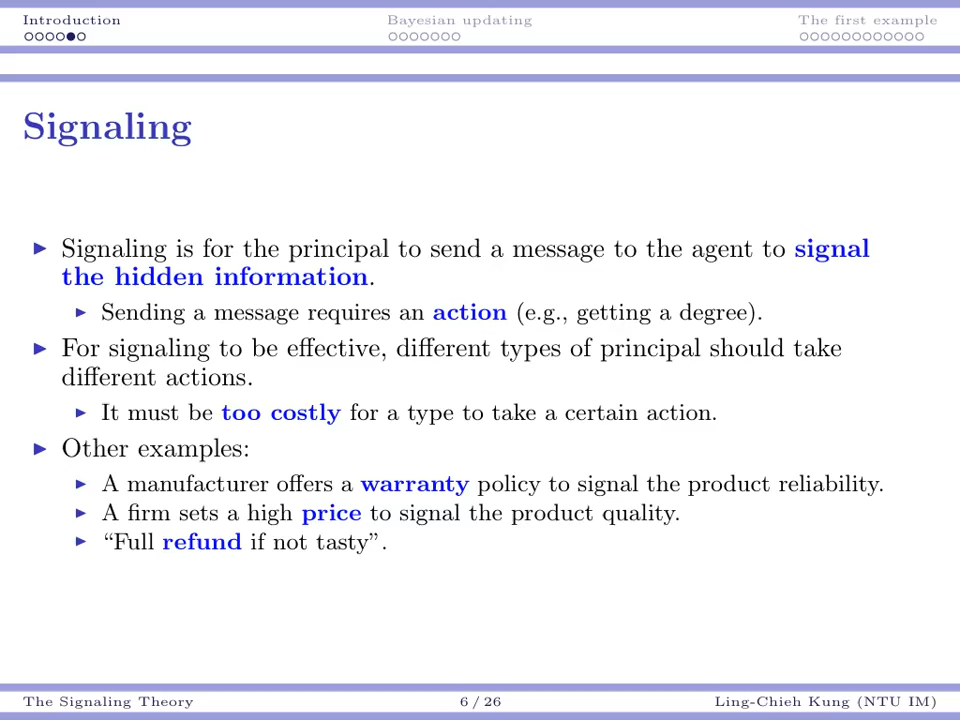 Introduction
Bayesian updating
The first example
Signaling
Signaling is for the principal to send a message to the agent to signal
the hidden information.
Sending a message requires an action (e.g., getting a degree).
For signaling to be effective, different types of principal should take
different actions.
It must be too costly for a type to take a certain action.
Other examples:
A manufacturer offers a warranty policy to signal the product reliability.
A firm sets a high price to signal the product quality.
“Full refund if not tasty”.
The Signaling Theory
6 / 26
Ling-Chieh Kung (NTU IM)